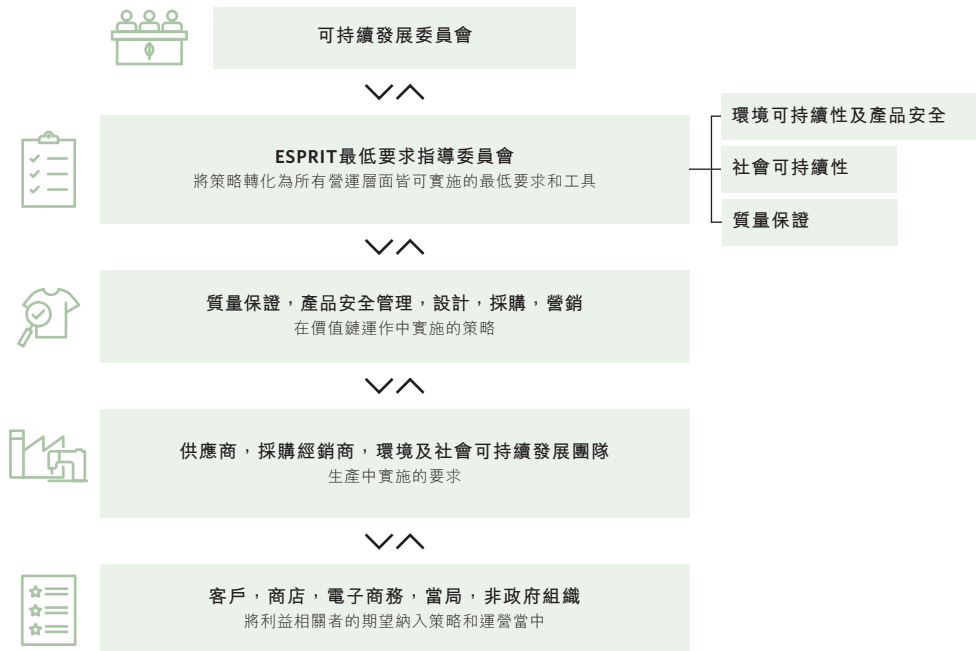 可持續發展委員會
ESPRIT最低要求指導委員會
將策略轉化為所有營運層面皆可實施的最低要求和工具
環境可持續性及產品安全
社會可持續性
質量保證
質量保證，產品安全管理，設計，採購，營銷
在價值鏈運作中實施的策略
供應商，採購經銷商，環境及社會可持續發展團隊
生產中實施的要求
客戶，商店，電子商務，當局，非政府組織
將利益相關者的期望納入策略和運營當中